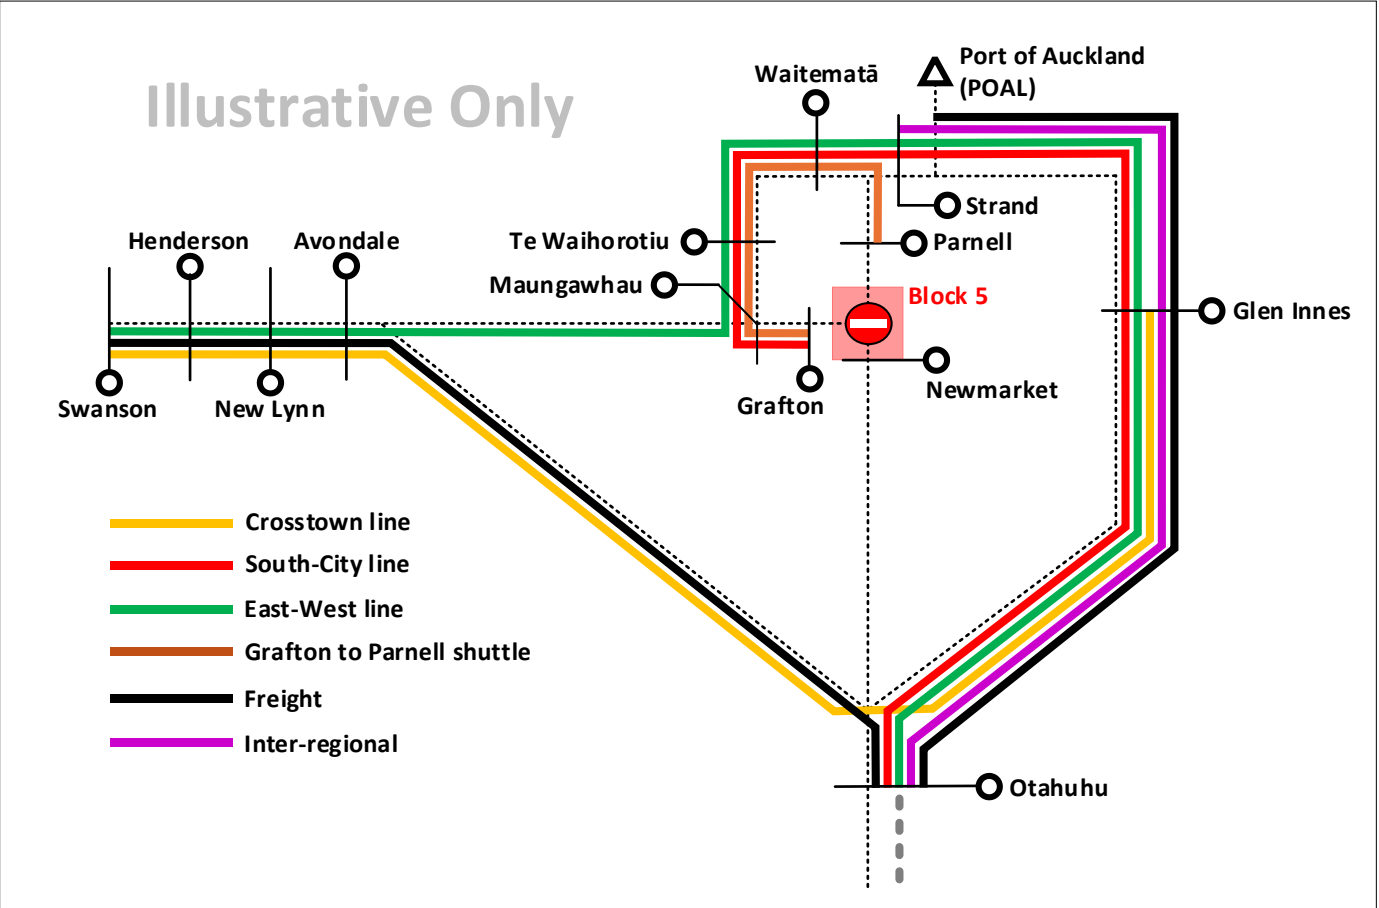 Illustrative Only
Waitematā
Port of Auckland
(POAL)
Strand
Henderson
Avondale
Te Waihorotiu
Parnell
Maungawhau
Block 5
Glen Innes
Swanson
New Lynn
Grafton
Newmarket
Crosstown line
South-City line
East-West line
Grafton to Parnell shuttle
Freight
Inter-regional
Otahuhu